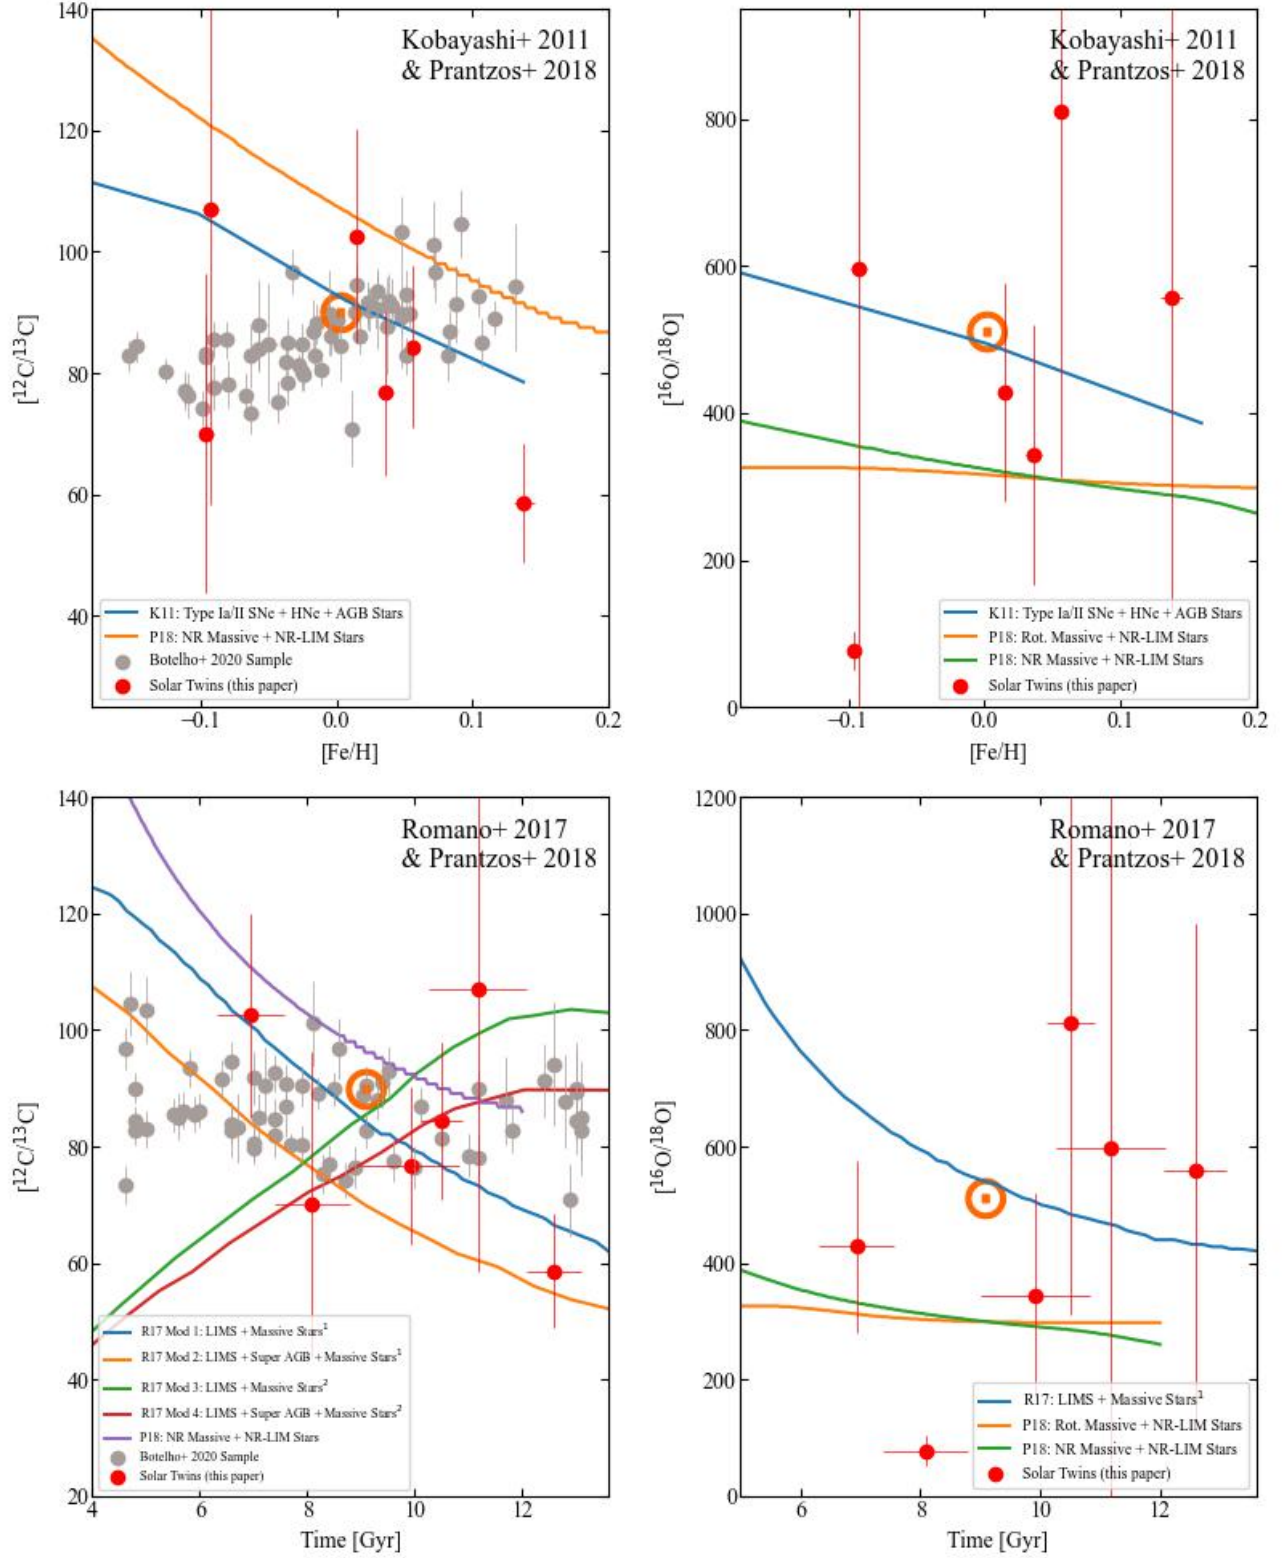 Kobayashi+ 2011
& Prantzos+ 2018
[¹²C/¹³C]
140
120
100
80
60
40
K11: Type Ia/II SNe + HNe + AGB Stars
P18: NR Massive + NR-LIM Stars
Botelho+ 2020 Sample
Solar Twins (this paper)
−0.1
0.0
0.1
0.2
[Fe/H]
Kobayashi+ 2011
& Prantzos+ 2018
[¹⁶O/¹⁸O]
800
600
400
200
0
K11: Type Ia/II SNe + HNe + AGB Stars
P18: Rot. Massive + NR-LIM Stars
P18: NR Massive + NR-LIM Stars
Solar Twins (this paper)
−0.1
0.0
0.1
0.2
[Fe/H]
Romano+ 2017
& Prantzos+ 2018
[¹²C/¹³C]
140
120
100
80
60
40
20
R17 Mod 1: LIMS + Massive Stars¹
R17 Mod 2: LIMS + Super AGB + Massive Stars¹
R17 Mod 3: LIMS + Massive Stars²
R17 Mod 4: LIMS + Super AGB + Massive Stars²
P18: NR Massive + NR-LIM Stars
Botelho+ 2020 Sample
Solar Twins (this paper)
4
6
8
10
12
Time [Gyr]
Romano+ 2017
& Prantzos+ 2018
[¹⁶O/¹⁸O]
1200
1000
800
600
400
200
0
R17: LIMS + Massive Stars¹
P18: Rot. Massive + NR-LIM Stars
P18: NR Massive + NR-LIM Stars
Solar Twins (this paper)
6
8
10
12
Time [Gyr]